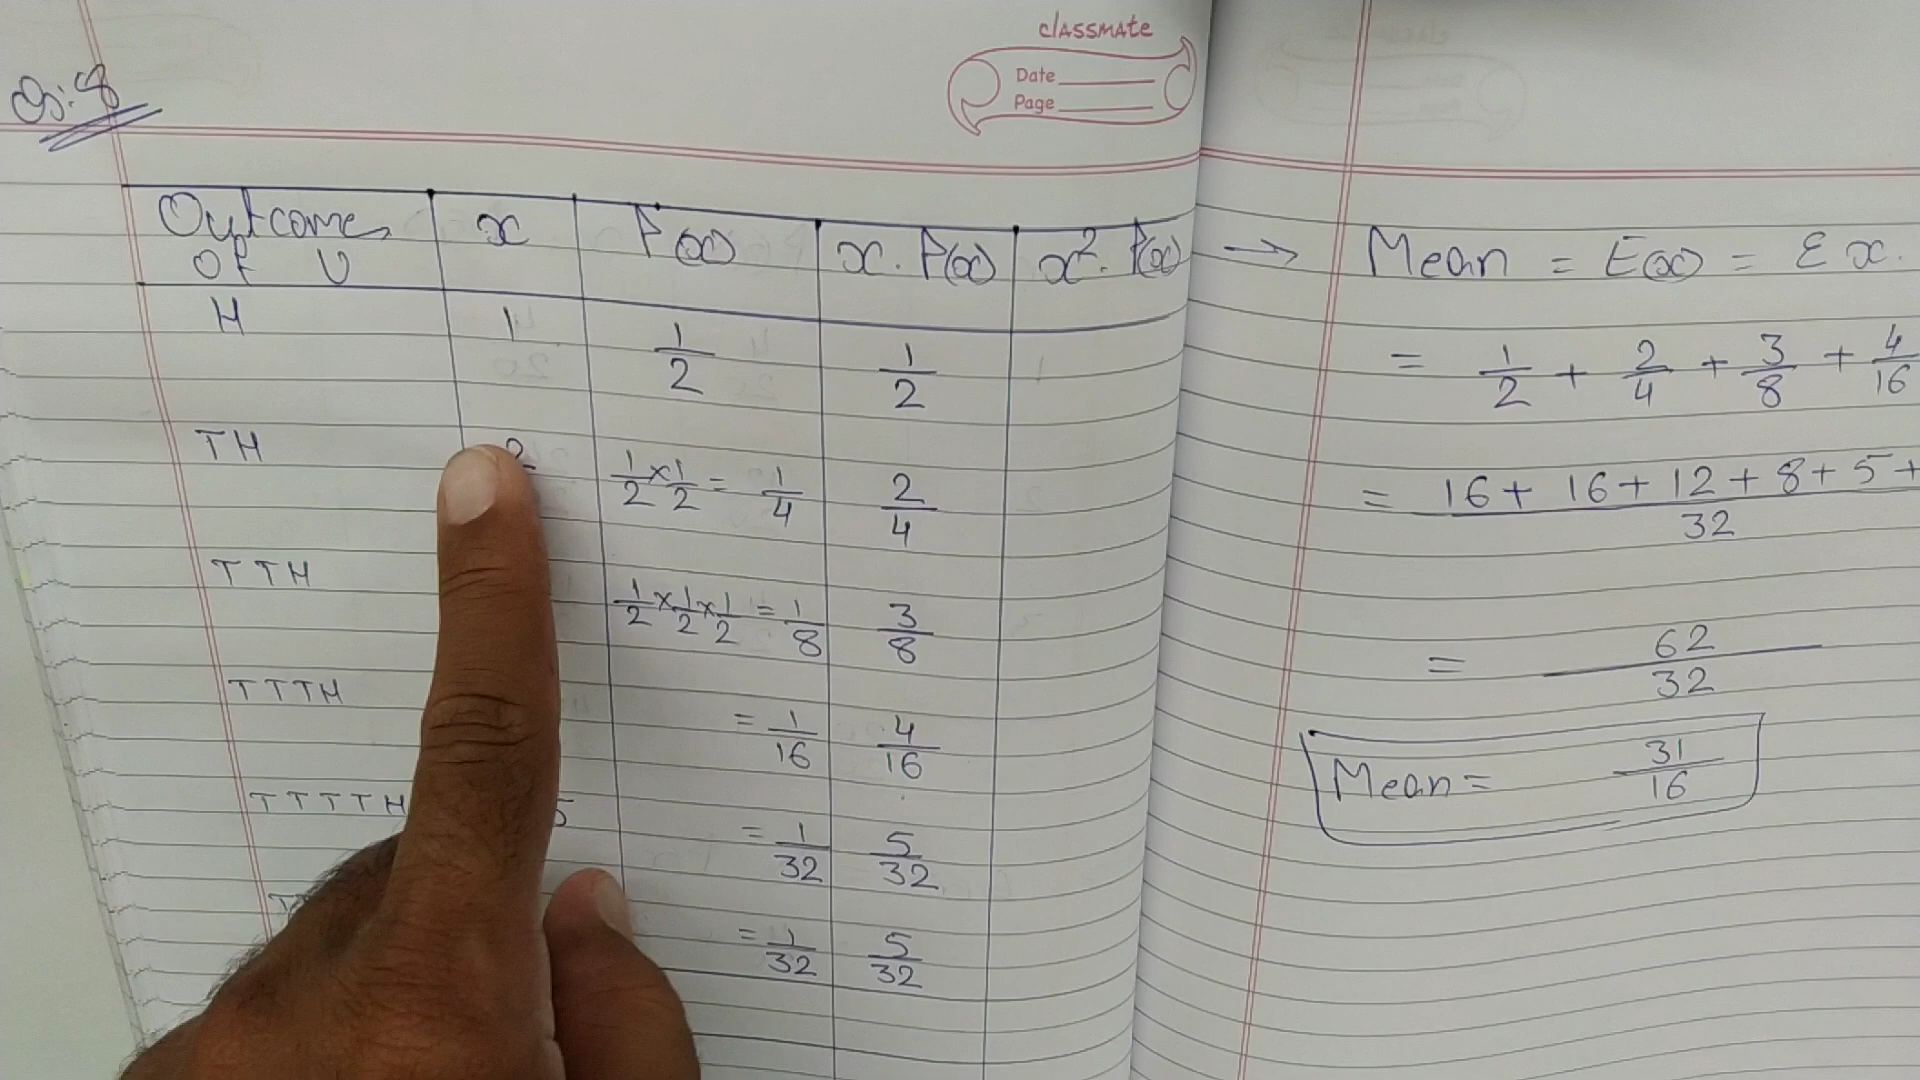 classmate
Date
Page
Qs:8
Outcomes of U | x | P(x) | x. P(x) | x². P(x)
H | 1 | 1/2 | 1/2
TH | 2 | 1/2 × 1/2 = 1/4 | 2/4
TTH | 1/2 × 1/2 × 1/2 = 1/8 | 3/8
TTTH | = 1/16 | 4/16
TTTTH | 5 | = 1/32 | 5/32
= 1/32 | 5/32
→ Mean = E(x) = Σ x.
= 1/2 + 2/4 + 3/8 + 4/16
= 16 + 16 + 12 + 8 + 5 + / 32
= 62/32
Mean = 31/16